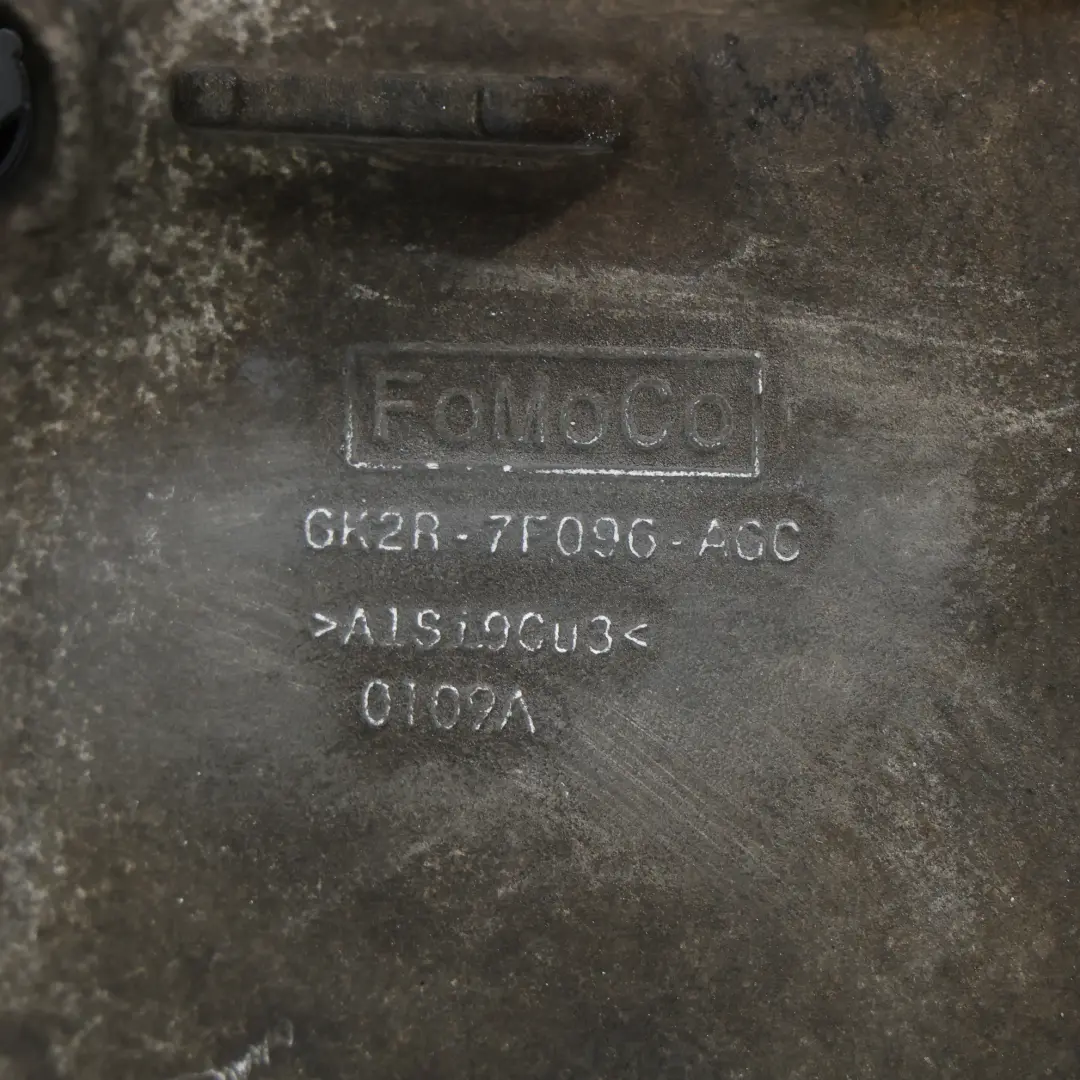 FoMoCo
GK2R-7F096-AGC
>AlSi9Cu3<
0109A